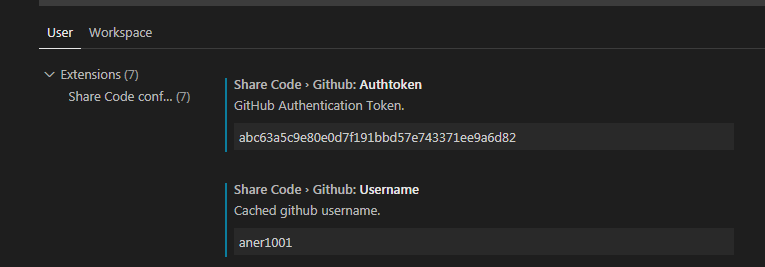 User Workspace
Extensions (7)
Share Code conf... (7)
Share Code › Github: Authtoken
GitHub Authentication Token.
abc63a5c9e80e0d7f191bbd57e743371ee9a6d82
Share Code › Github: Username
Cached github username.
aner1001